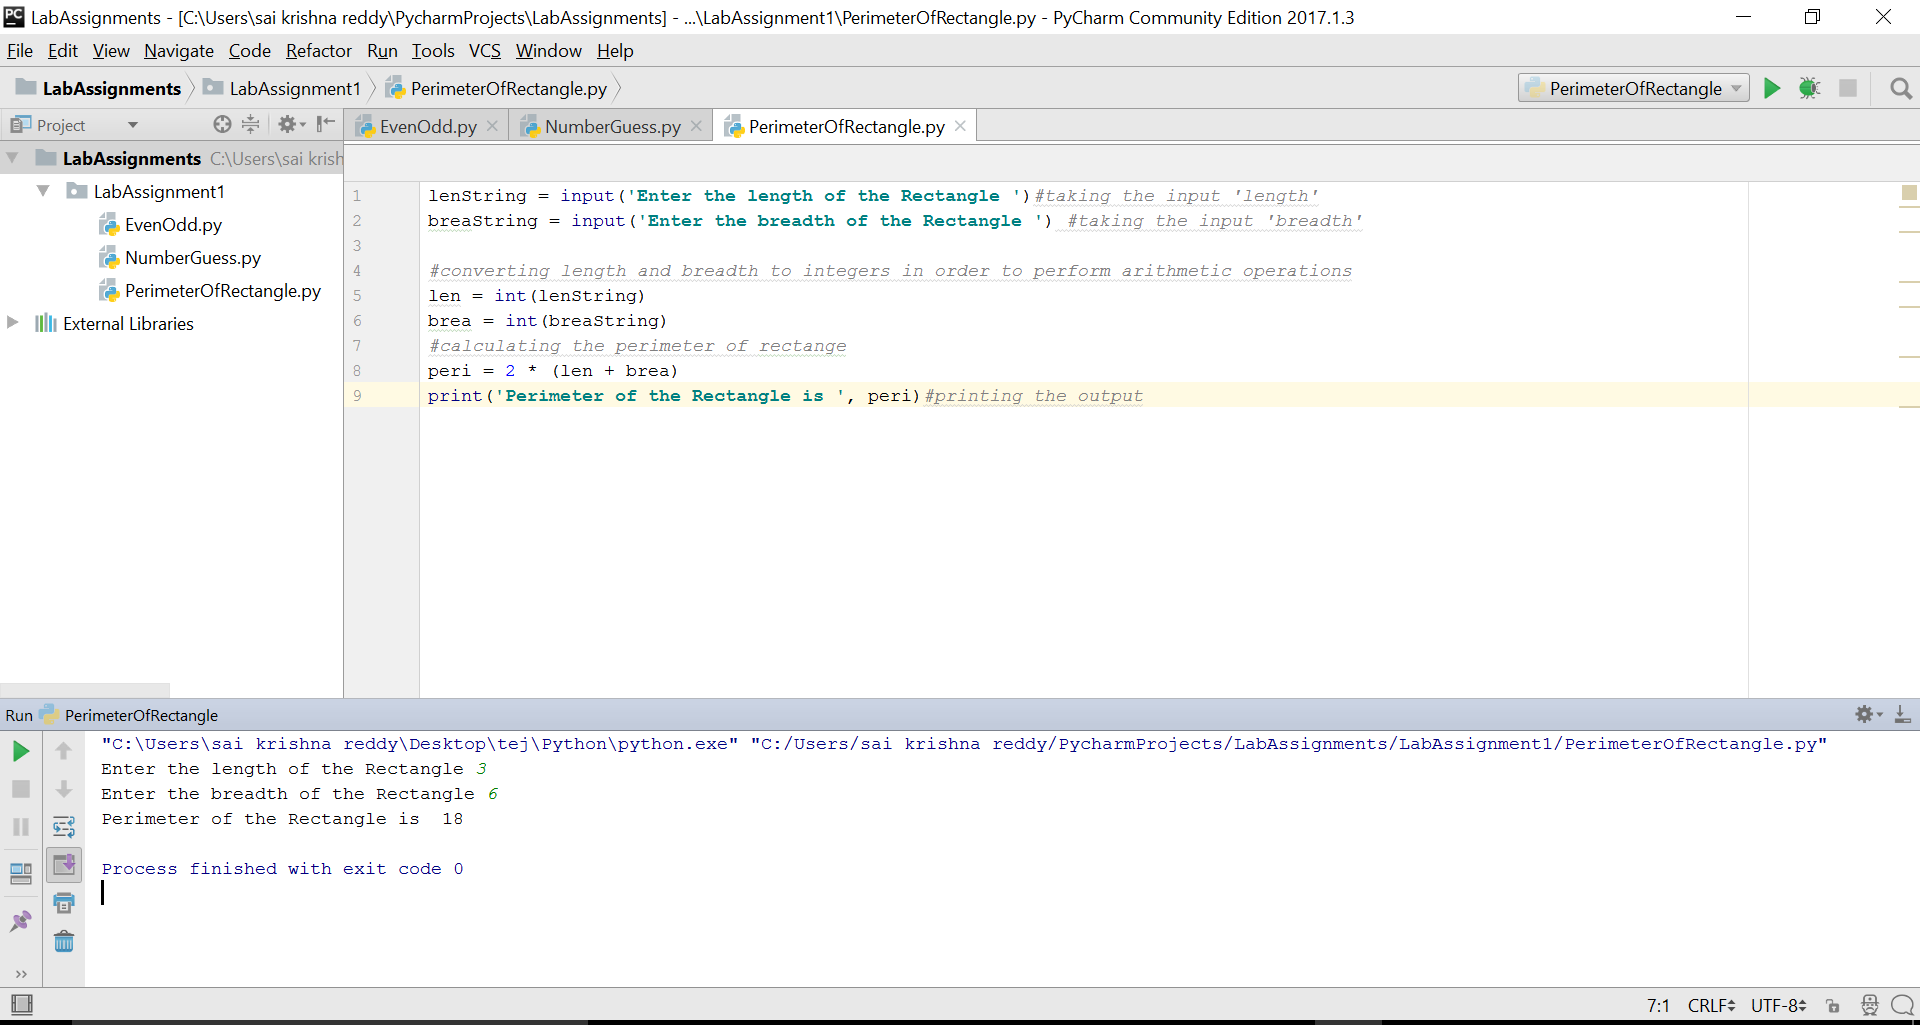 PC LabAssignments - [C:\Users\sai krishna reddy\PycharmProjects\LabAssignments] - ...\LabAssignment1\PerimeterOfRectangle.py - PyCharm Community Edition 2017.1.3
File Edit View Navigate Code Refactor Run Tools VCS Window Help
LabAssignments LabAssignment1 PerimeterOfRectangle.py PerimeterOfRectangle
Project EvenOdd.py NumberGuess.py PerimeterOfRectangle.py
LabAssignments C:\Users\sai krish
LabAssignment1
EvenOdd.py
NumberGuess.py
PerimeterOfRectangle.py
External Libraries
1 lenString = input('Enter the length of the Rectangle ')#taking the input 'length'
2 breaString = input('Enter the breadth of the Rectangle ') #taking the input 'breadth'
3
4 #converting length and breadth to integers in order to perform arithmetic operations
5 len = int(lenString)
6 brea = int(breaString)
7 #calculating the perimeter of rectange
8 peri = 2 * (len + brea)
9 print('Perimeter of the Rectangle is ', peri)#printing the output
Run PerimeterOfRectangle
"C:\Users\sai krishna reddy\Desktop\tej\Python\python.exe" "C:/Users/sai krishna reddy/PycharmProjects/LabAssignments/LabAssignment1/PerimeterOfRectangle.py"
Enter the length of the Rectangle 3
Enter the breadth of the Rectangle 6
Perimeter of the Rectangle is  18
Process finished with exit code 0
7:1 CRLF UTF-8